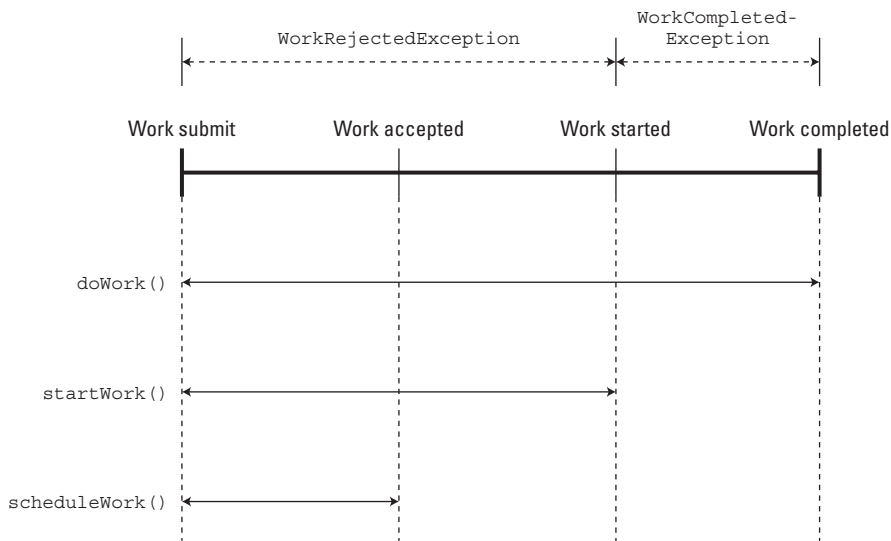 WorkCompleted-
WorkRejectedException
Exception
Work submit
Work accepted
Work started
Work completed
doWork()
startWork()
scheduleWork()